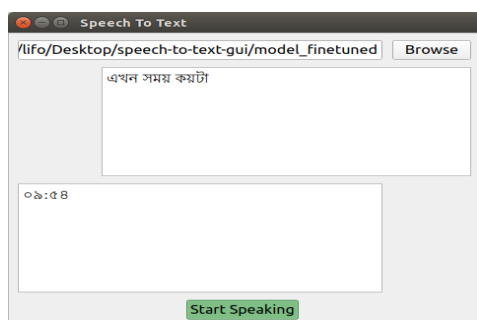 Speech To Text
/lifo/Desktop/speech-to-text-gui/model_finetuned Browse
এখন সময় কয়টা
০৯:৫৪
Start Speaking